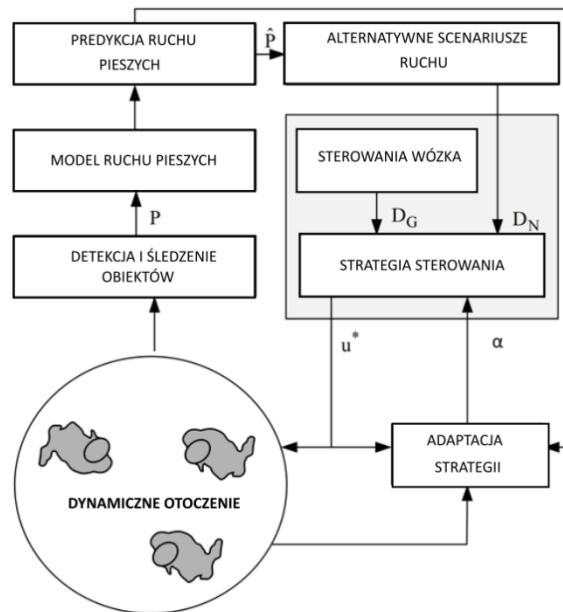 PREDYKCJA RUCHU
PIESZYCH
P̂
ALTERNATYWNE SCENARIUSZE
RUCHU
MODEL RUCHU PIESZYCH
STEROWANIA WÓZKA
P
D_G
D_N
DETEKCJA I ŚLEDZENIE
OBIEKTÓW
STRATEGIA STEROWANIA
u*
α
ADAPTACJA
STRATEGII
DYNAMICZNE OTOCZENIE